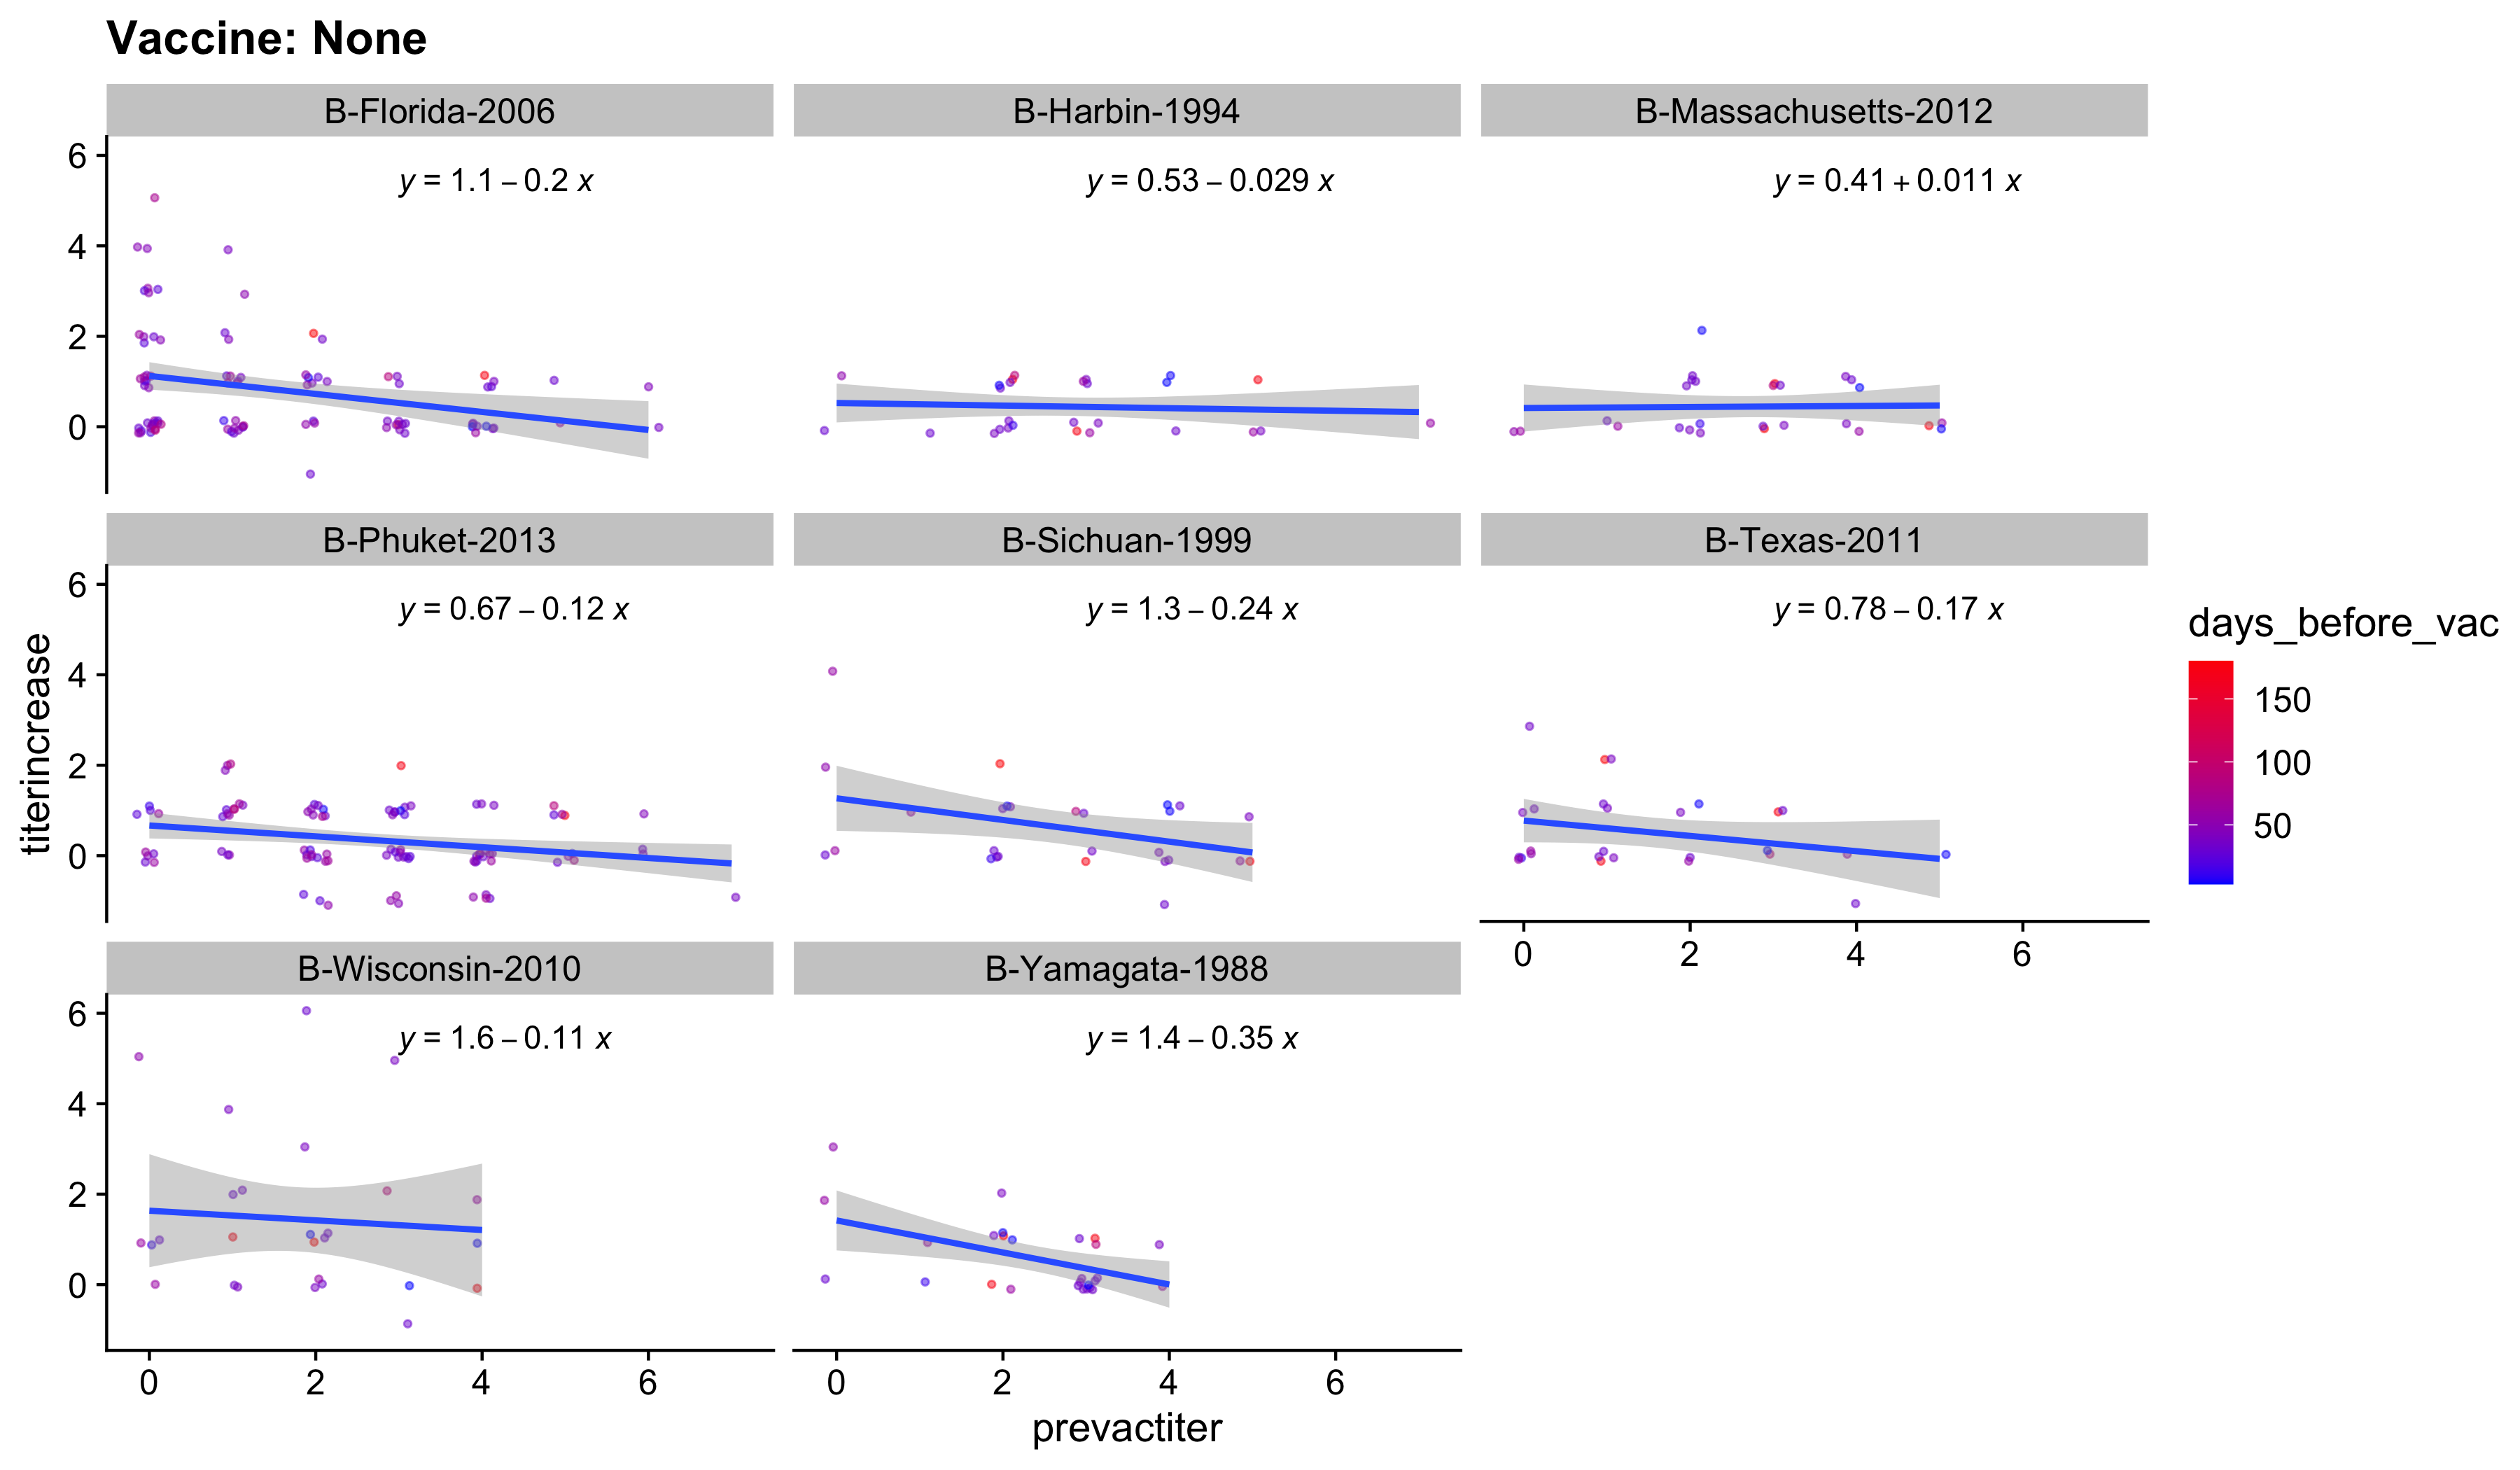 Vaccine: None
B-Florida-2006
B-Harbin-1994
B-Massachusetts-2012
6
4
2
0
y = 1.1 – 0.2 x
y = 0.53 – 0.029 x
y = 0.41 + 0.011 x
B-Phuket-2013
B-Sichuan-1999
B-Texas-2011
titerincrease
6
4
2
0
y = 0.67 – 0.12 x
y = 1.3 – 0.24 x
y = 0.78 – 0.17 x
0 2 4 6
days_before_vac
150
100
50
B-Wisconsin-2010
B-Yamagata-1988
6
4
2
0
y = 1.6 – 0.11 x
y = 1.4 – 0.35 x
0 2 4 6
0 2 4 6
prevactiter